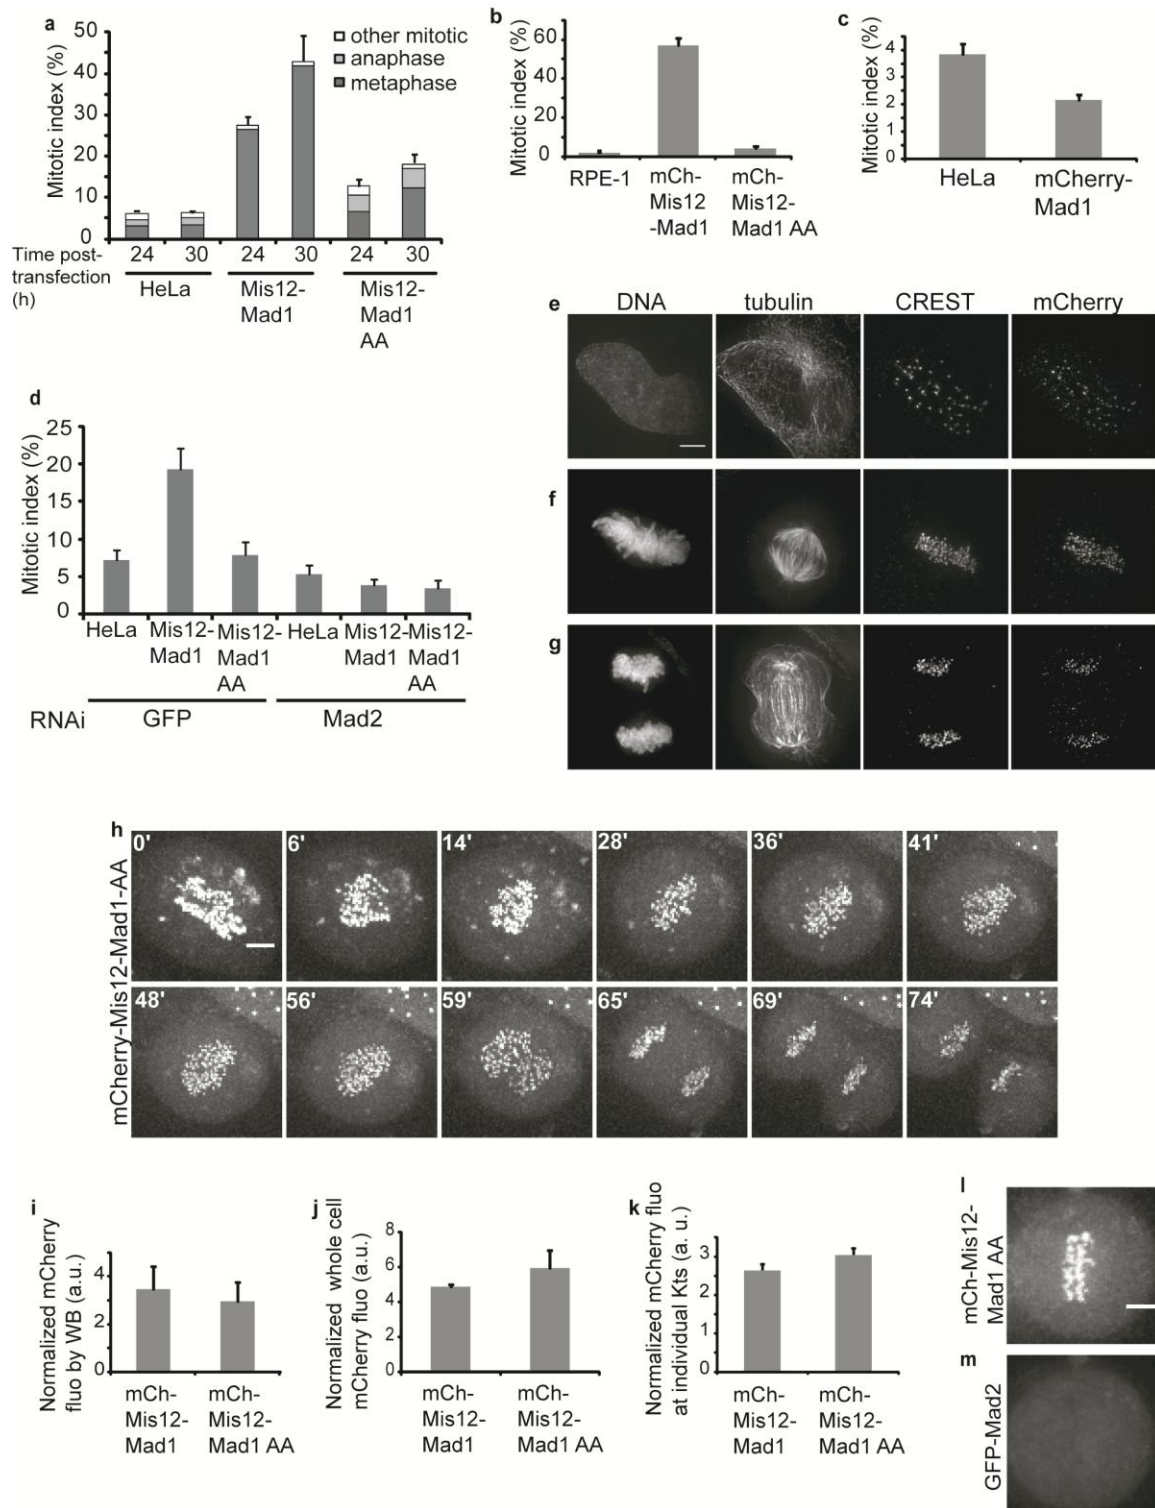 a
Mitotic index (%)
50
40
30
20
10
0
other mitotic
anaphase
metaphase
Time post-
transfection
(h)
24 30 24 30 24 30
HeLa
Mis12-
Mad1
Mis12-
Mad1
AA
b
Mitotic index (%)
60
40
20
0
RPE-1
mCh-
Mis12
-Mad1
mCh-
Mis12-
Mad1 AA
c
Mitotic index (%)
4
3
3
2
2
1
1
0
HeLa
mCherry-
Mad1
d
Mitotic index (%)
25
20
15
10
5
0
HeLa
Mis12-
Mad1
Mis12-
Mad1
AA
HeLa
Mis12-
Mad1
Mis12-
Mad1
AA
RNAi GFP Mad2
e
DNA tubulin CREST mCherry
f
g
h
mCherry-Mis12-Mad1-AA
0' 6' 14' 28' 36' 41'
48' 56' 59' 65' 69' 74'
i
Normalized mCherry
fluo by WB (a.u.)
4
2
0
mCh-
Mis12-
Mad1
mCh-
Mis12-
Mad1 AA
j
Normalized whole cell
mCherry fluo (a.u.)
8
6
4
2
0
mCh-
Mis12-
Mad1
mCh-
Mis12-
Mad1 AA
k
Normalized mCherry fluo
at individual Kts (a. u.)
3
2
2
1
1
0
mCh-
Mis12-
Mad1
mCh-
Mis12-
Mad1 AA
l
mCh-Mis12-
Mad1 AA
m
GFP-Mad2